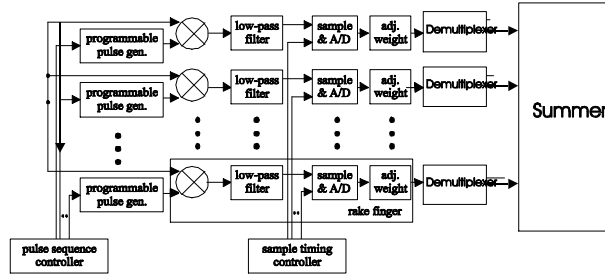 low-pass
filter
sample
& A/D
adj.
weight
Demultiplexer
programmable
pulse gen.
low-pass
filter
sample
& A/D
adj.
weight
Demultiplexer
programmable
pulse gen.
Summer
low-pass
filter
sample
& A/D
adj.
weight
Demultiplexer
programmable
pulse gen.
rake finger
pulse sequence
controller
sample timing
controller